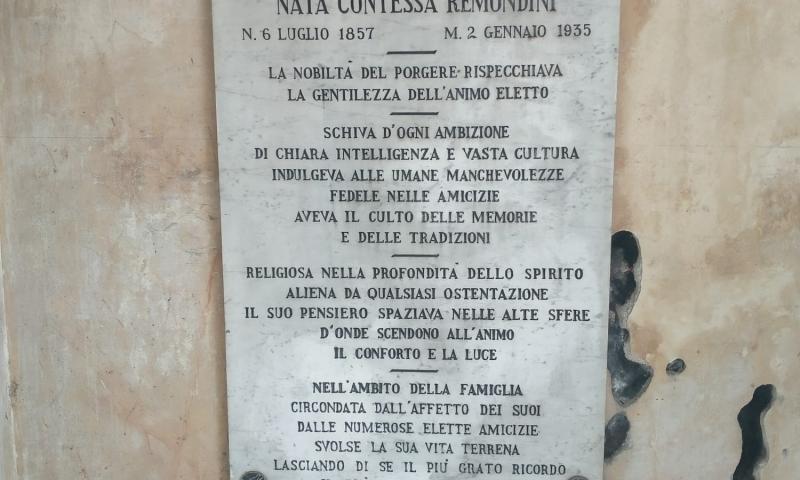 NATA CONTESSA REMONDINI
N. 6 LUGLIO 1857 M. 2 GENNAIO 1935
LA NOBILTÀ DEL PORGERE RISPECCHIAVA
LA GENTILEZZA DELL'ANIMO ELETTO
SCHIVA D'OGNI AMBIZIONE
DI CHIARA INTELLIGENZA E VASTA CULTURA
INDULGEVA ALLE UMANE MANCHEVOLEZZE
FEDELE NELLE AMICIZIE
AVEVA IL CULTO DELLE MEMORIE
E DELLE TRADIZIONI
RELIGIOSA NELLA PROFONDITÀ DELLO SPIRITO
ALIENA DA QUALSIASI OSTENTAZIONE
IL SUO PENSIERO SPAZIAVA NELLE ALTE SFERE
D'ONDE SCENDONO ALL'ANIMO
IL CONFORTO E LA LUCE
NELL'AMBITO DELLA FAMIGLIA
CIRCONDATA DALL'AFFETTO DEI SUOI
DALLE NUMEROSE ELETTE AMICIZIE
SVOLSE LA SUA VITA TERRENA
LASCIANDO DI SE IL PIÙ GRATO RICORDO